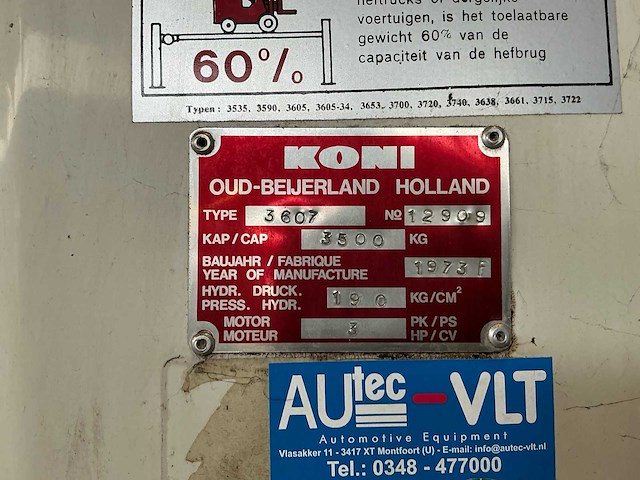 heftrucks of dergelijke
voertuigen, is het toelaatbare
gewicht 60% van de
capaciteit van de hefbrug
60%
Typen : 3535, 3590, 3605, 3605-34, 3653, 3700, 3720, 3740, 3638, 3661, 3715, 3722
KONI
OUD-BEIJERLAND HOLLAND
TYPE 3607 No 12909
KAP/CAP 3500 KG
BAUJAHR / FABRIQUE
YEAR OF MANUFACTURE 1973 F
HYDR. DRUCK.
PRESS. HYDR. 190 KG/CM²
MOTOR
MOTEUR 3 PK/PS
HP/CV
AUtec-VLT
Automotive Equipment
Vlasakker 11 - 3417 XT Montfoort (U) - E-mail: info@autec-vlt.nl
Tel.: 0348 - 477000